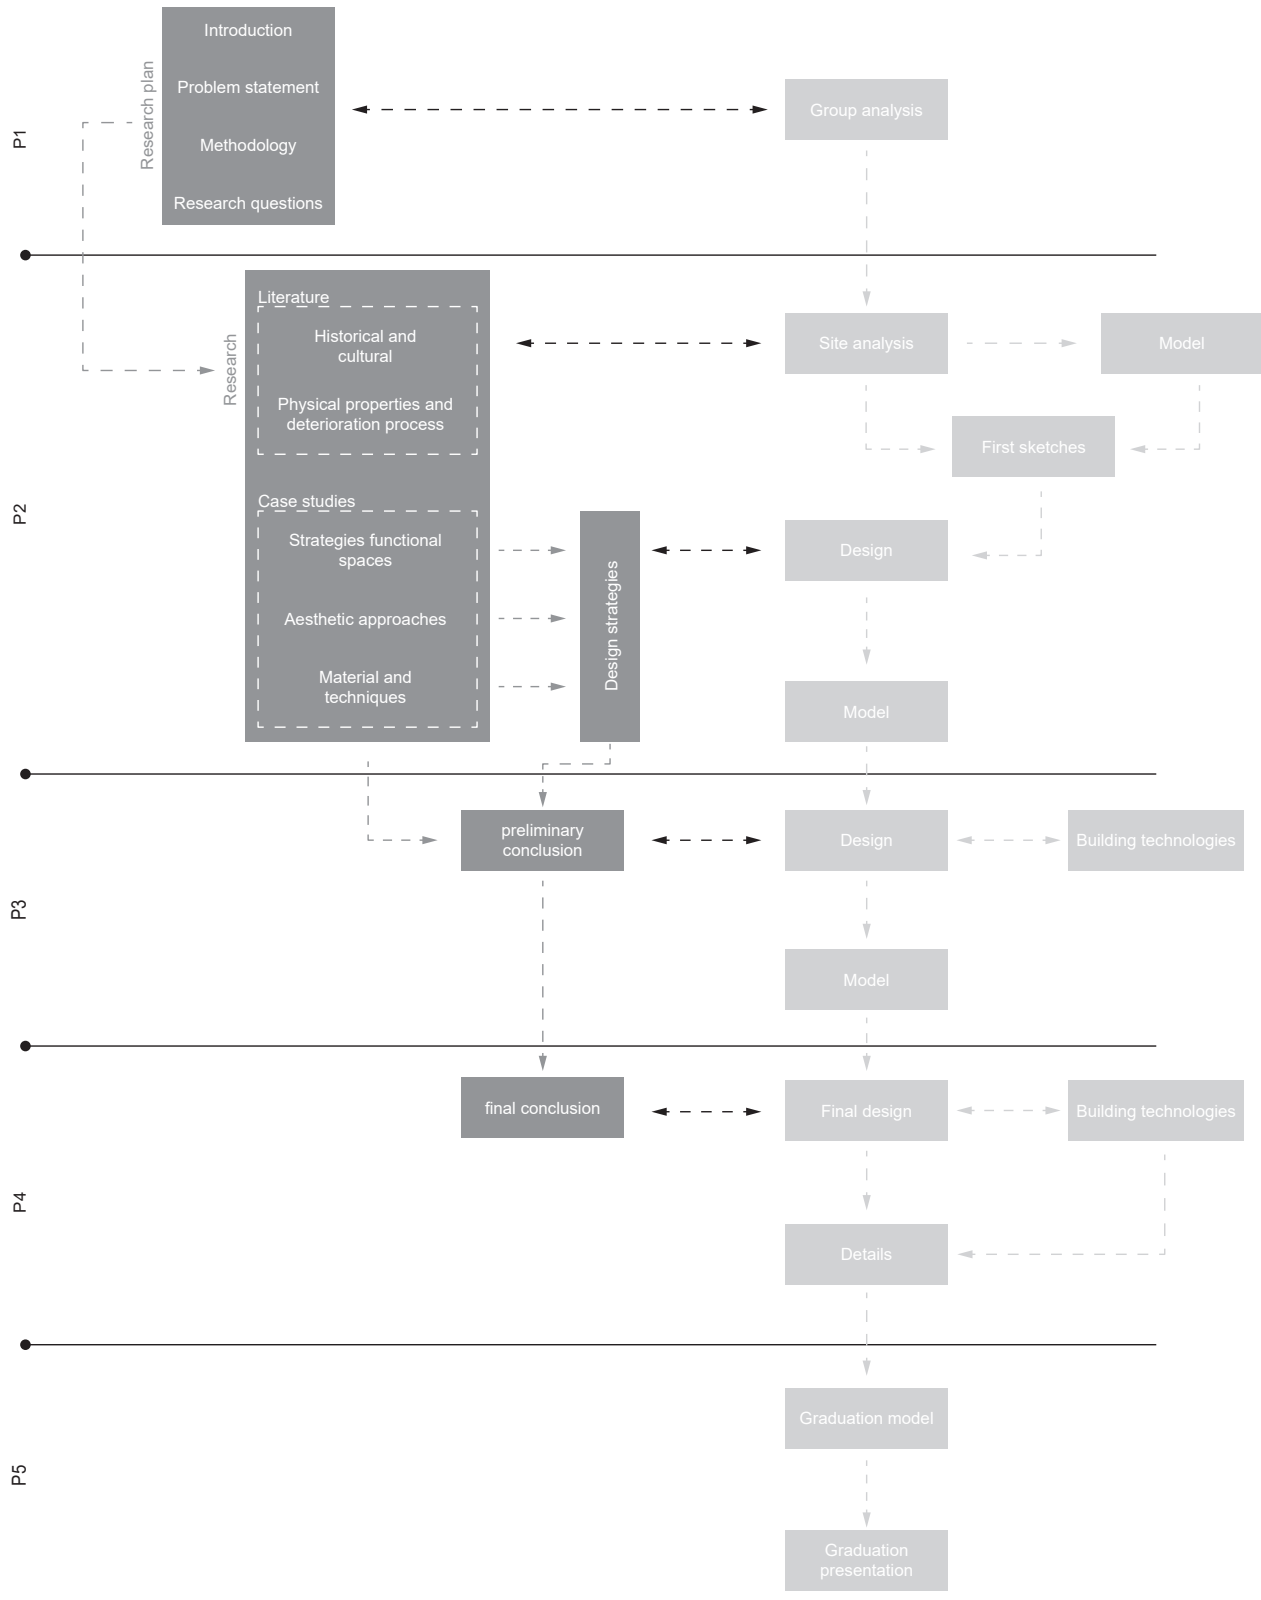 P1
Research plan
Introduction
Problem statement
Methodology
Research questions
Group analysis
P2
Research
Literature
Historical and
cultural
Physical properties and
deterioration process
Case studies
Strategies functional
spaces
Aesthetic approaches
Material and
techniques
Design strategies
Site analysis
Model
First sketches
Design
Model
P3
preliminary
conclusion
Design
Building technologies
Model
P4
final conclusion
Final design
Building technologies
Details
P5
Graduation model
Graduation
presentation